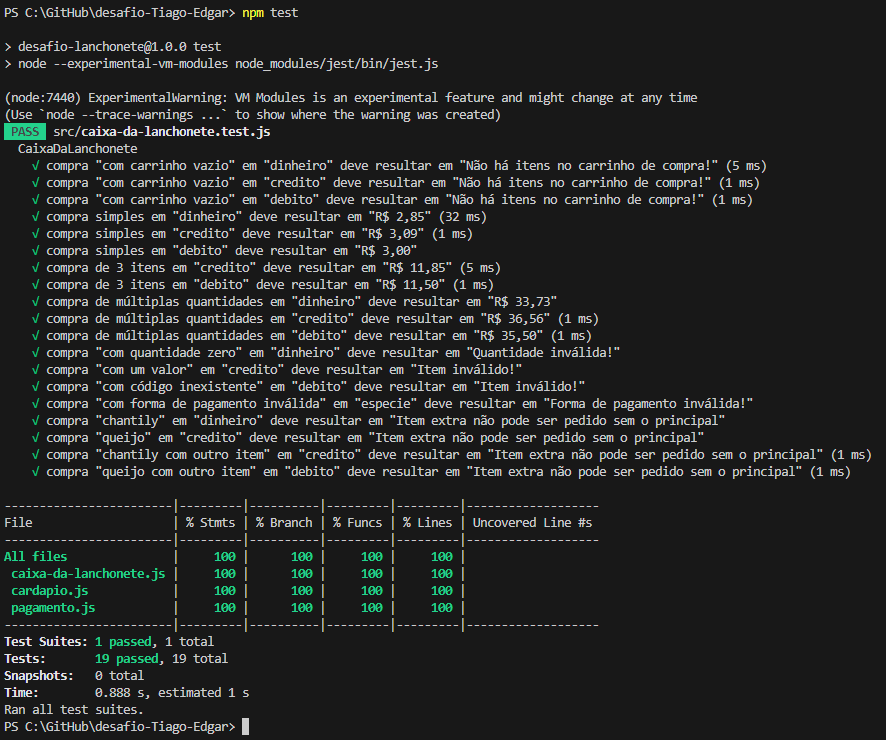 PS C:\GitHub\desafio-Tiago-Edgar> npm test
> desafio-lanchonete@1.0.0 test
> node --experimental-vm-modules node_modules/jest/bin/jest.js
(node:7440) ExperimentalWarning: VM Modules is an experimental feature and might change at any time
(Use `node --trace-warnings ...` to show where the warning was created)
PASS src/caixa-da-lanchonete.test.js
CaixaDaLanchonete
√ compra "com carrinho vazio" em "dinheiro" deve resultar em "Não há itens no carrinho de compra!" (5 ms)
√ compra "com carrinho vazio" em "credito" deve resultar em "Não há itens no carrinho de compra!" (1 ms)
√ compra "com carrinho vazio" em "debito" deve resultar em "Não há itens no carrinho de compra!" (1 ms)
√ compra simples em "dinheiro" deve resultar em "R$ 2,85" (32 ms)
√ compra simples em "credito" deve resultar em "R$ 3,09" (1 ms)
√ compra simples em "debito" deve resultar em "R$ 3,00"
√ compra de 3 itens em "credito" deve resultar em "R$ 11,85" (5 ms)
√ compra de 3 itens em "debito" deve resultar em "R$ 11,50" (1 ms)
√ compra de múltiplas quantidades em "dinheiro" deve resultar em "R$ 33,73"
√ compra de múltiplas quantidades em "credito" deve resultar em "R$ 36,56" (1 ms)
√ compra de múltiplas quantidades em "debito" deve resultar em "R$ 35,50" (1 ms)
√ compra "com quantidade zero" em "dinheiro" deve resultar em "Quantidade inválida!"
√ compra "com um valor" em "credito" deve resultar em "Item inválido!"
√ compra "com código inexistente" em "debito" deve resultar em "Item inválido!"
√ compra "com forma de pagamento inválida" em "especie" deve resultar em "Forma de pagamento inválida!"
√ compra "chantily" em "dinheiro" deve resultar em "Item extra não pode ser pedido sem o principal"
√ compra "queijo" em "credito" deve resultar em "Item extra não pode ser pedido sem o principal"
√ compra "chantily com outro item" em "credito" deve resultar em "Item extra não pode ser pedido sem o principal" (1 ms)
√ compra "queijo com outro item" em "debito" deve resultar em "Item extra não pode ser pedido sem o principal" (1 ms)
------------------------|---------|----------|---------|---------|-------------------
File | % Stmts | % Branch | % Funcs | % Lines | Uncovered Line #s
------------------------|---------|----------|---------|---------|-------------------
All files | 100 | 100 | 100 | 100 |
caixa-da-lanchonete.js | 100 | 100 | 100 | 100 |
cardapio.js | 100 | 100 | 100 | 100 |
pagamento.js | 100 | 100 | 100 | 100 |
------------------------|---------|----------|---------|---------|-------------------
Test Suites: 1 passed, 1 total
Tests: 19 passed, 19 total
Snapshots: 0 total
Time: 0.888 s, estimated 1 s
Ran all test suites.
PS C:\GitHub\desafio-Tiago-Edgar>